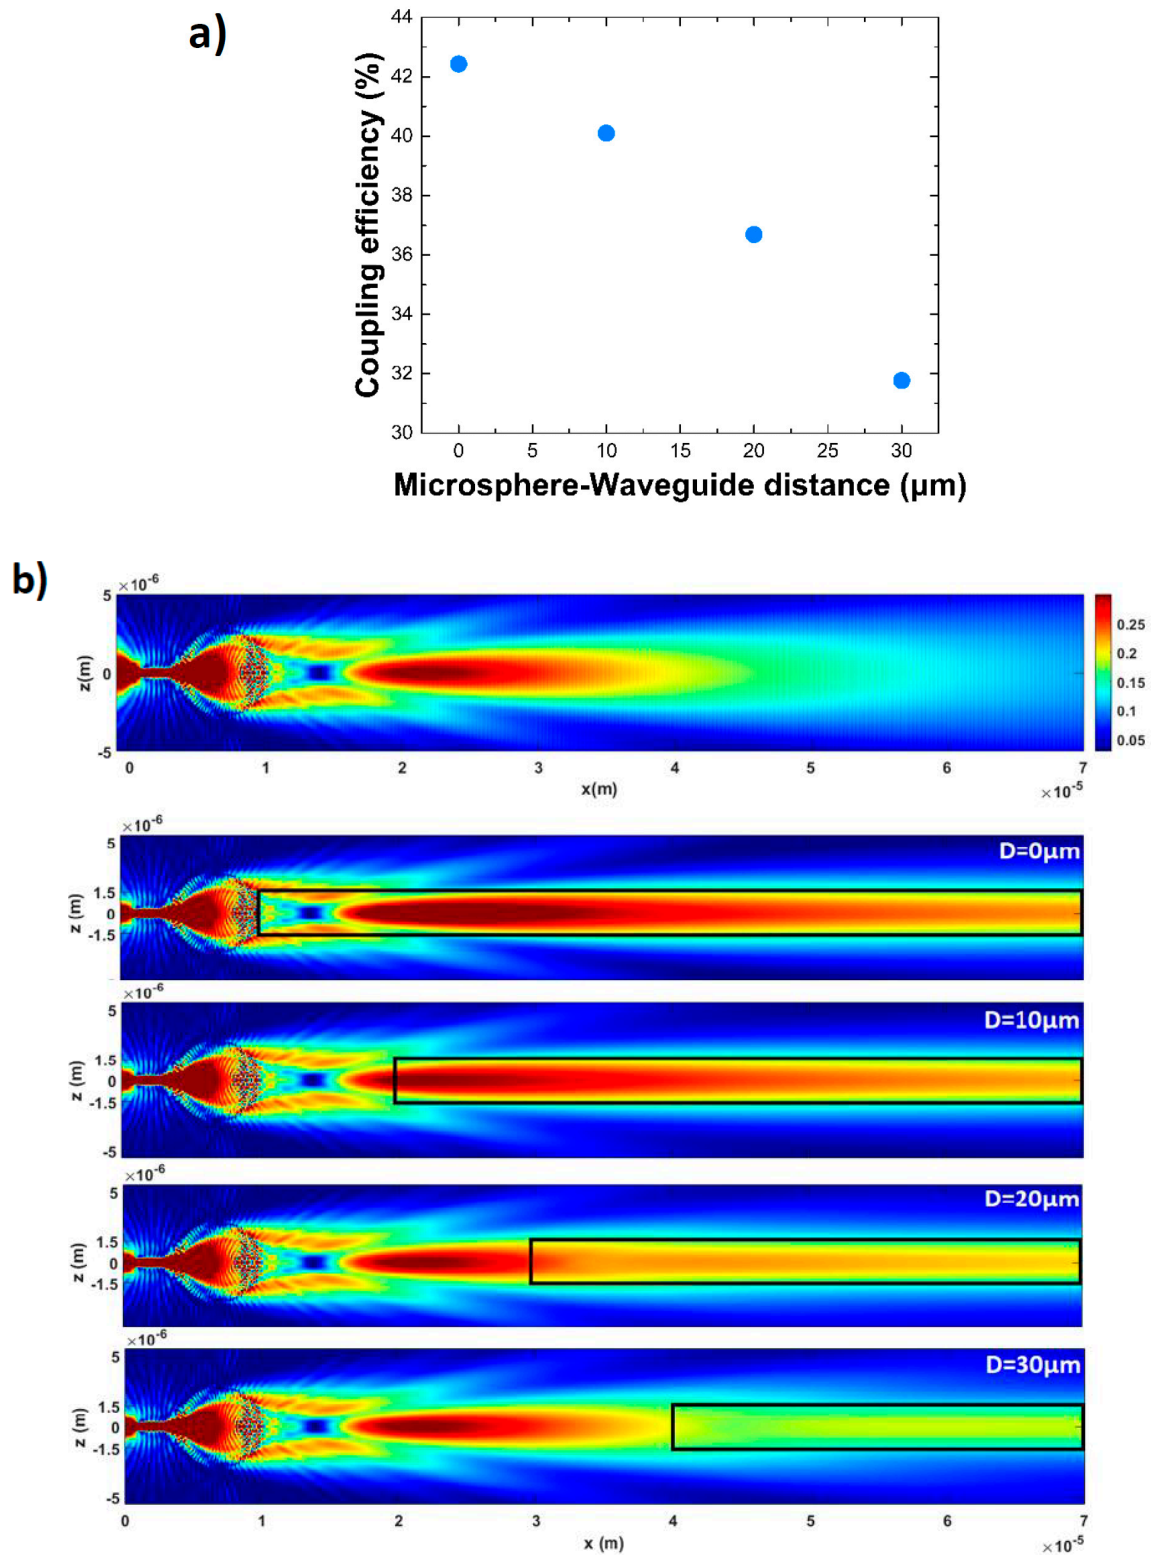 a)
Coupling efficiency (%)
44
42
40
38
36
34
32
30
0 5 10 15 20 25 30
Microsphere-Waveguide distance (µm)
b)
×10-6
5
0
-5
z(m)
0.25
0.2
0.15
0.1
0.05
0 1 2 3 4 5 6 7
x(m)
×10-5
×10-6
D=0µm
5
1.5
0
-1.5
z (m)
×10-6
D=10µm
5
1.5
0
-1.5
-5
z (m)
×10-6
D=20µm
5
1.5
0
-1.5
z (m)
×10-6
D=30µm
5
1.5
0
-1.5
-5
z (m)
0 1 2 3 4 5 6 7
x (m)
×10-5